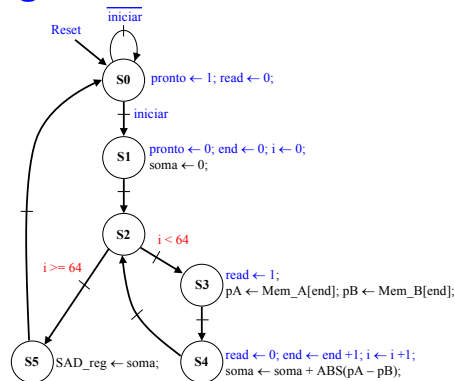 iniciar
Reset
S0
pronto ← 1; read ← 0;
iniciar
S1
pronto ← 0; end ← 0; i ← 0;
soma ← 0;
S2
i < 64
i >= 64
S3
read ← 1;
pA ← Mem_A[end]; pB ← Mem_B[end];
S5
SAD_reg ← soma;
S4
read ← 0; end ← end +1; i ← i +1;
soma ← soma + ABS(pA – pB);